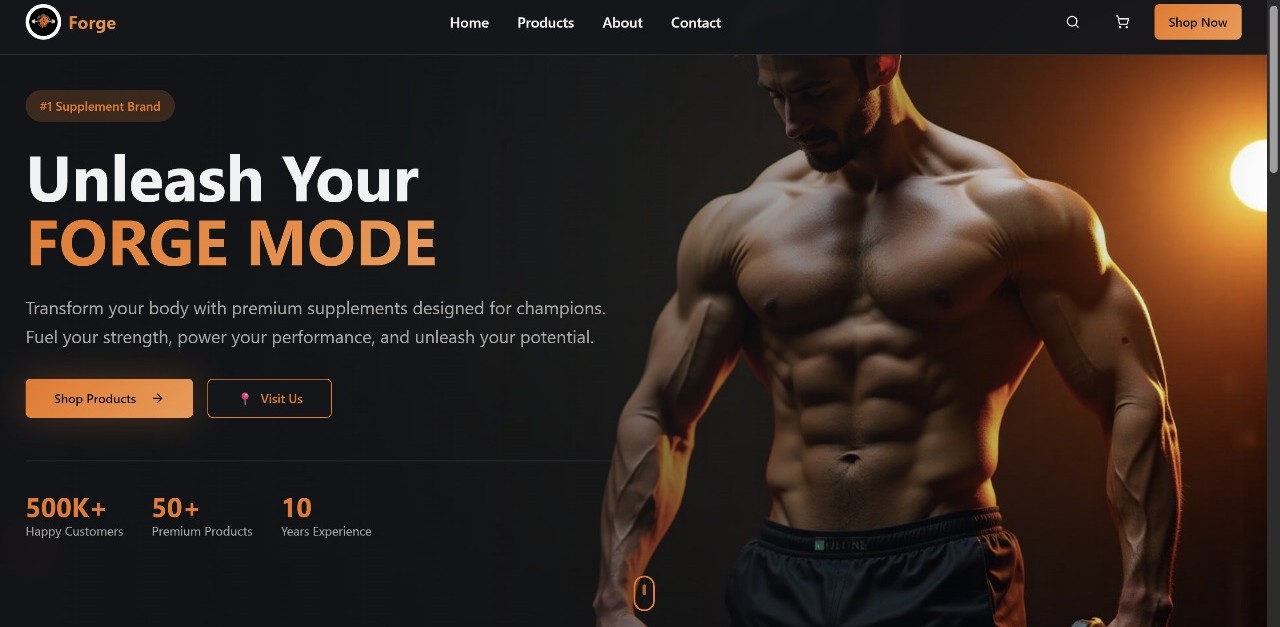 Forge
Home
Products
About
Contact
Shop Now
#1 Supplement Brand
Unleash Your
FORGE MODE
Transform your body with premium supplements designed for champions.
Fuel your strength, power your performance, and unleash your potential.
Shop Products
Visit Us
500K+
Happy Customers
50+
Premium Products
10
Years Experience